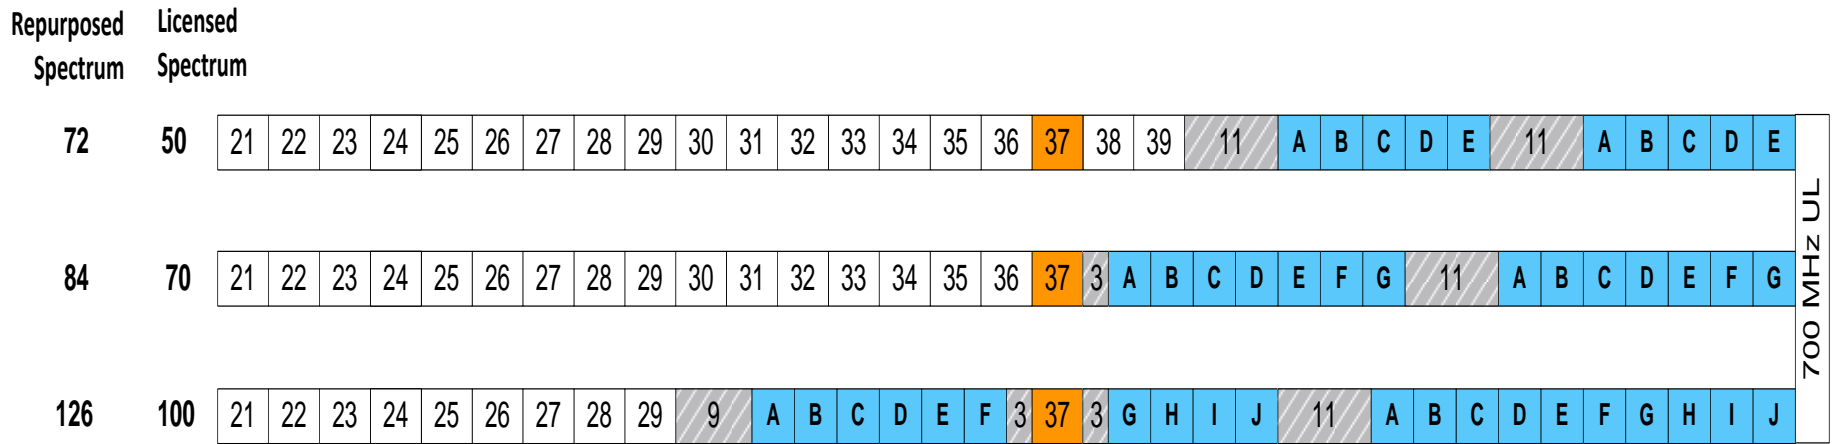 Repurposed Licensed
Spectrum Spectrum
72 50 21 22 23 24 25 26 27 28 29 30 31 32 33 34 35 36 37 38 39 11 A B C D E 11 A B C D E
84 70 21 22 23 24 25 26 27 28 29 30 31 32 33 34 35 36 37 3 A B C D E F G 11 A B C D E F G
126 100 21 22 23 24 25 26 27 28 29 9 A B C D E F 3 37 3 G H I J 11 A B C D E F G H I J
700 MHz UL